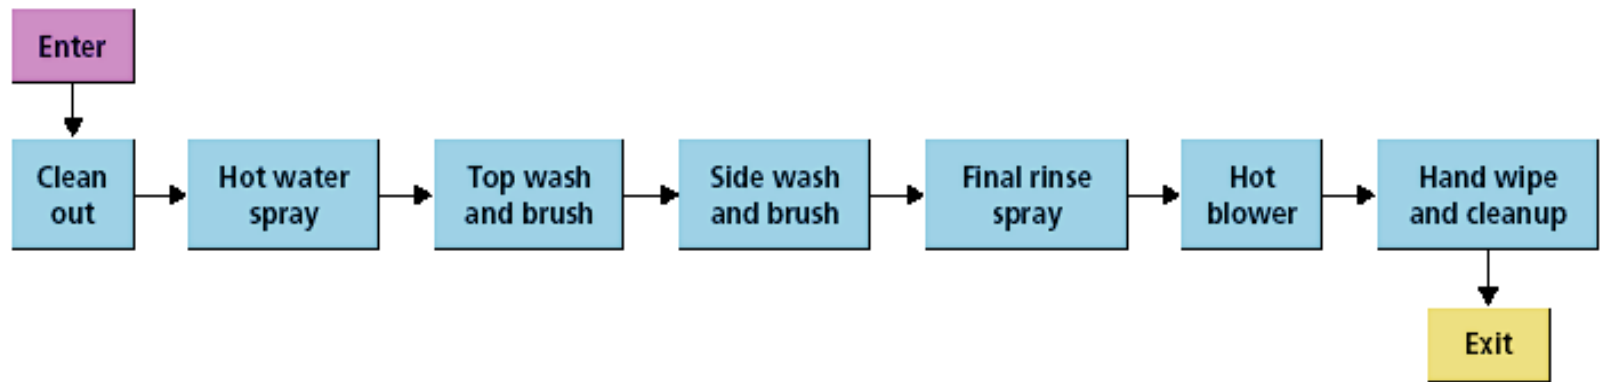 Enter
Clean
out
Hot water
spray
Top wash
and brush
Side wash
and brush
Final rinse
spray
Hot
blower
Hand wipe
and cleanup
Exit